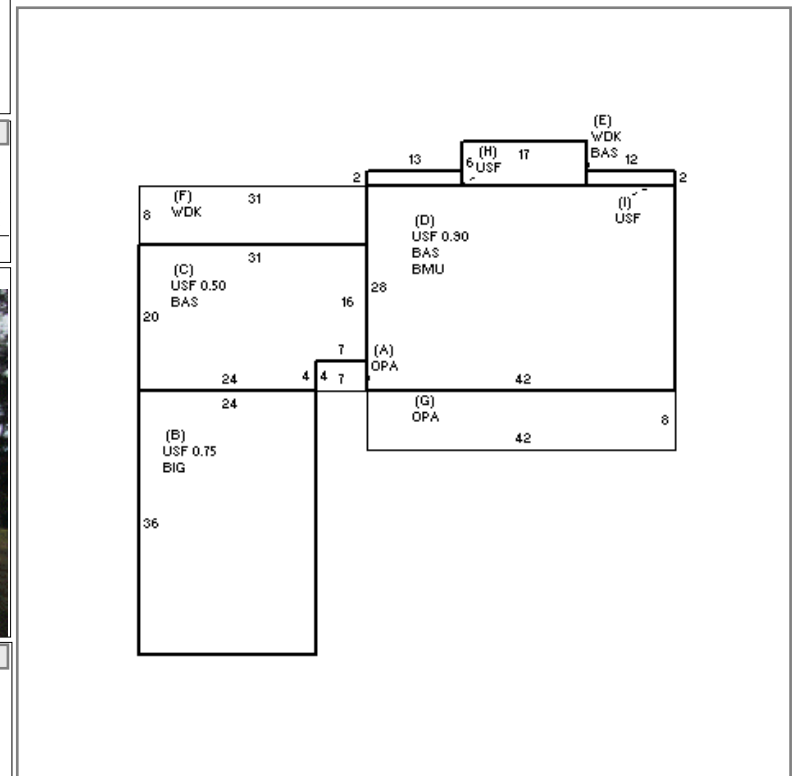 (E)
WDK
BAS
13
6
(H)
USF
17
12
2
2
(F)
WDK
31
8
(I)
USF
(D)
USF 0.90
BAS
BMU
31
(C)
USF 0.50
BAS
28
16
20
7
(A)
OPA
24
4
4
7
42
24
(G)
OPA
8
(B)
USF 0.75
BIG
42
36